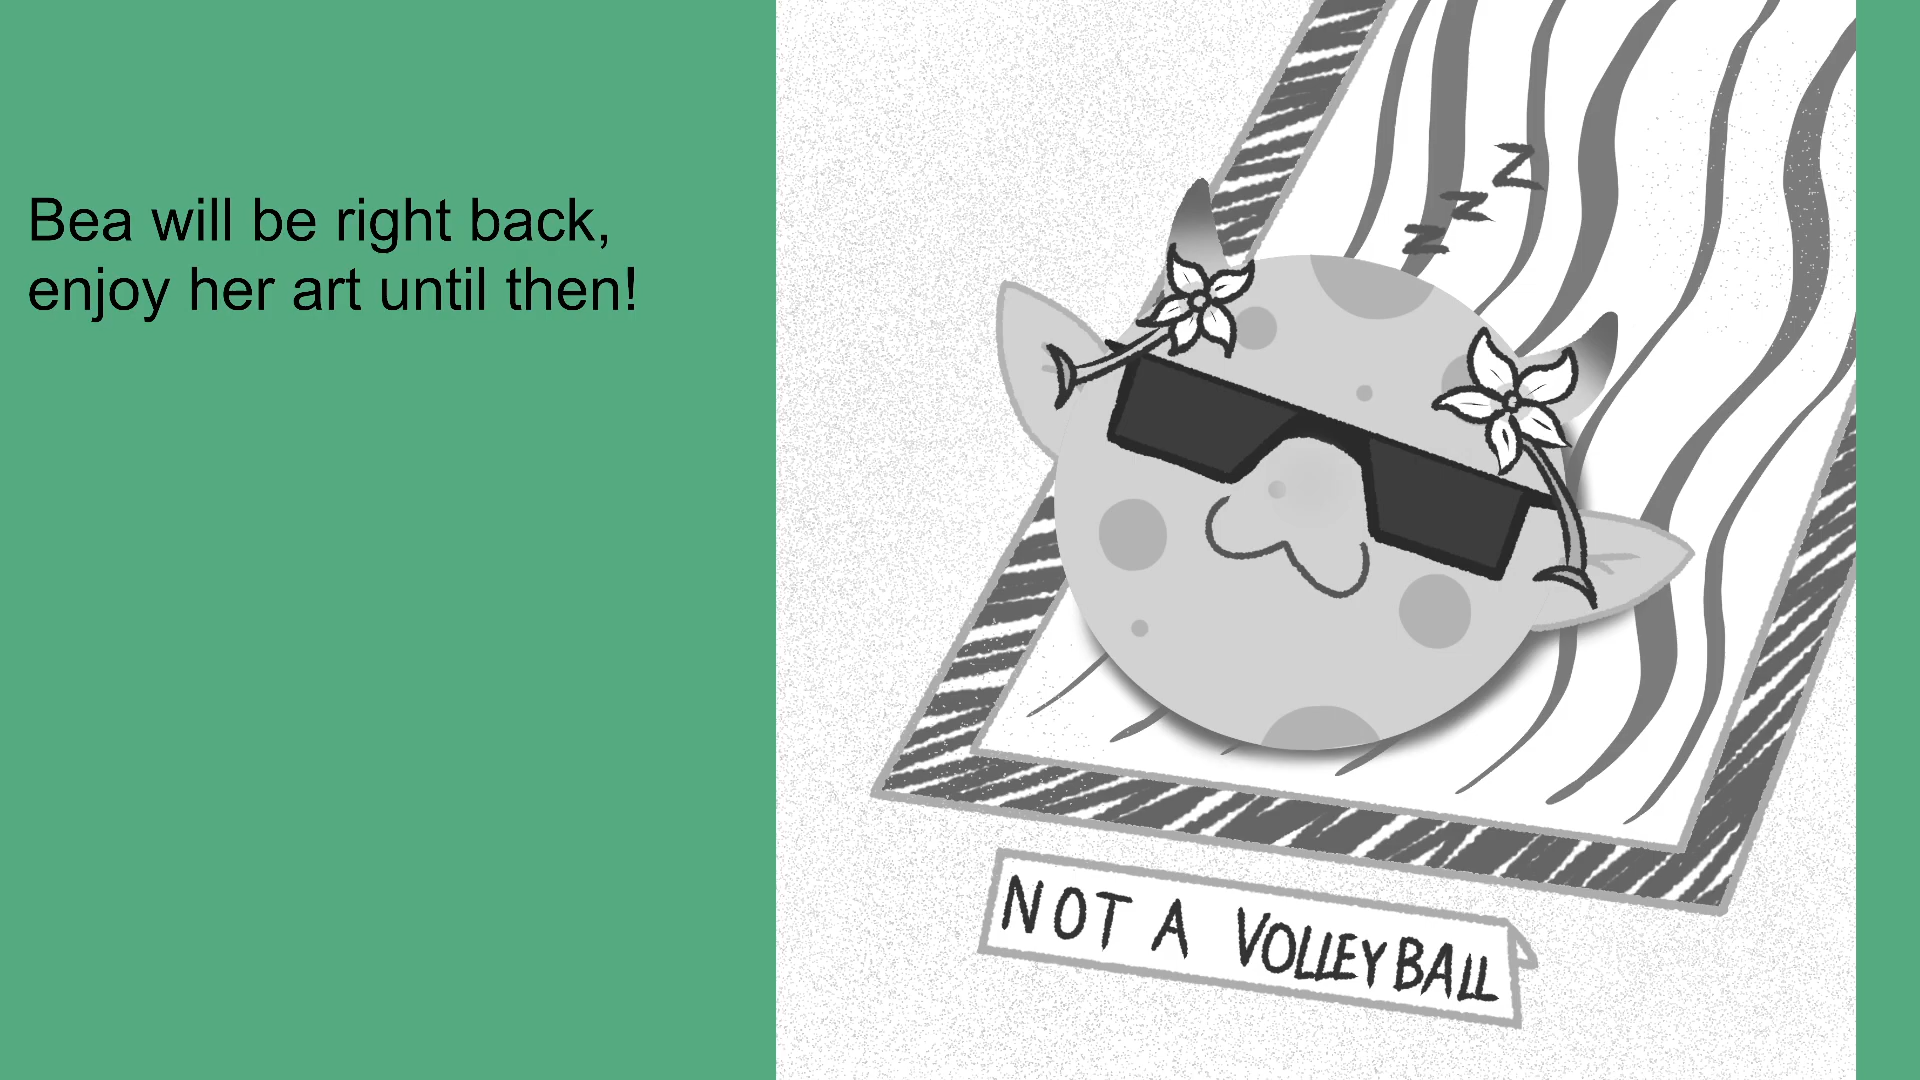 Bea will be right back,
enjoy her art until then!
z z z
NOT A VOLLEYBALL